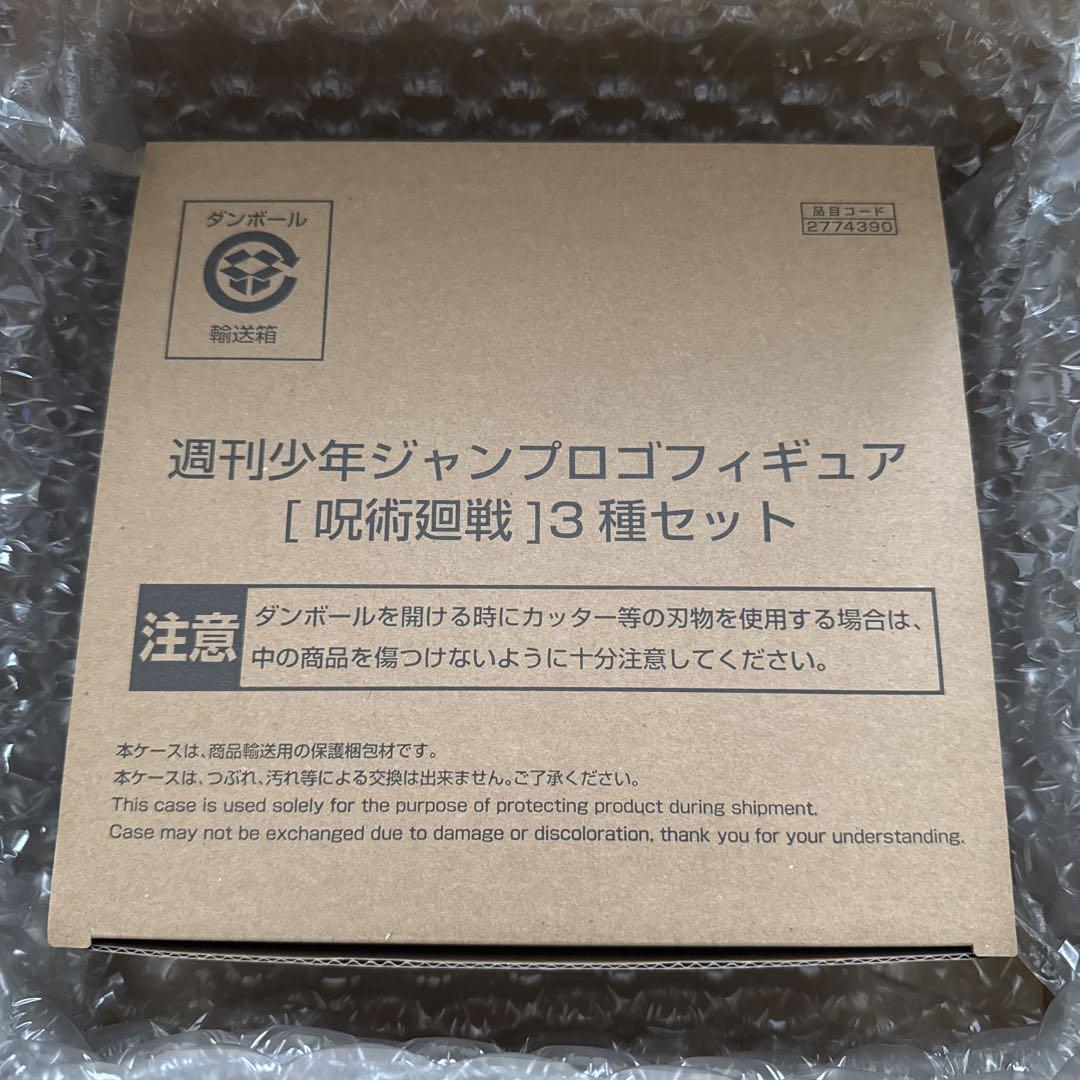 ダンボール
輸送箱
品目コード
2774390
週刊少年ジャンプロゴフィギュア
[ 呪術廻戦 ]3 種セット
注意
ダンボールを開ける時にカッター等の刃物を使用する場合は、
中の商品を傷つけないように十分注意してください。
本ケースは、商品輸送用の保護梱包材です。
本ケースは、つぶれ、汚れ等による交換は出来ません。ご了承ください。
This case is used solely for the purpose of protecting product during shipment.
Case may not be exchanged due to damage or discoloration, thank you for your understanding.